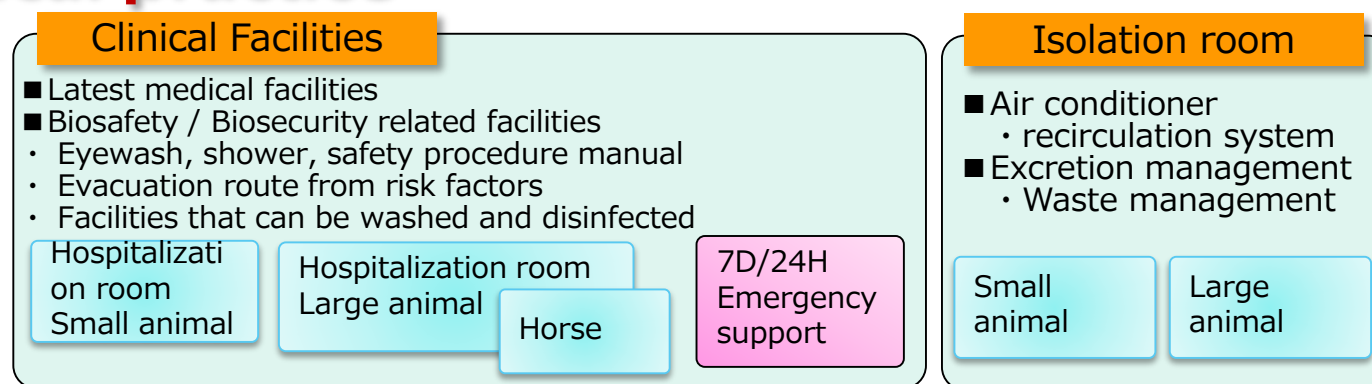 Clinical Facilities
■Latest medical facilities
■Biosafety / Biosecurity related facilities
・ Eyewash, shower, safety procedure manual
・ Evacuation route from risk factors
・ Facilities that can be washed and disinfected
Hospitalizati
on room
Small animal
Hospitalization room
Large animal
Horse
7D/24H
Emergency
support
Isolation room
■Air conditioner
・recirculation system
■Excretion management
・Waste management
Small
animal
Large
animal